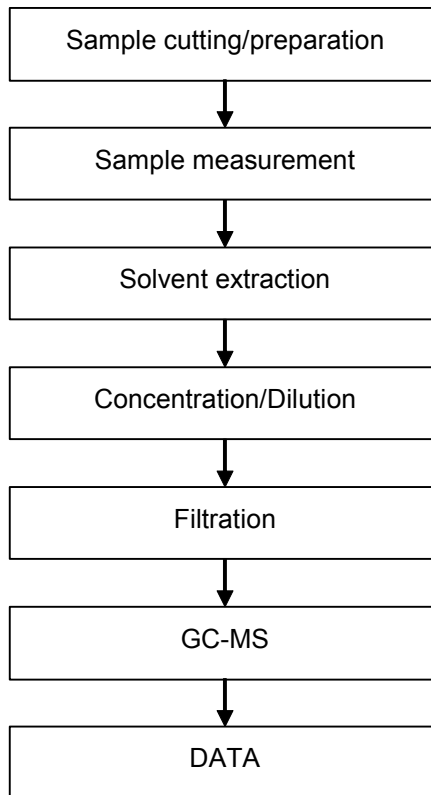 Sample cutting/preparation
Sample measurement
Solvent extraction
Concentration/Dilution
Filtration
GC-MS
DATA